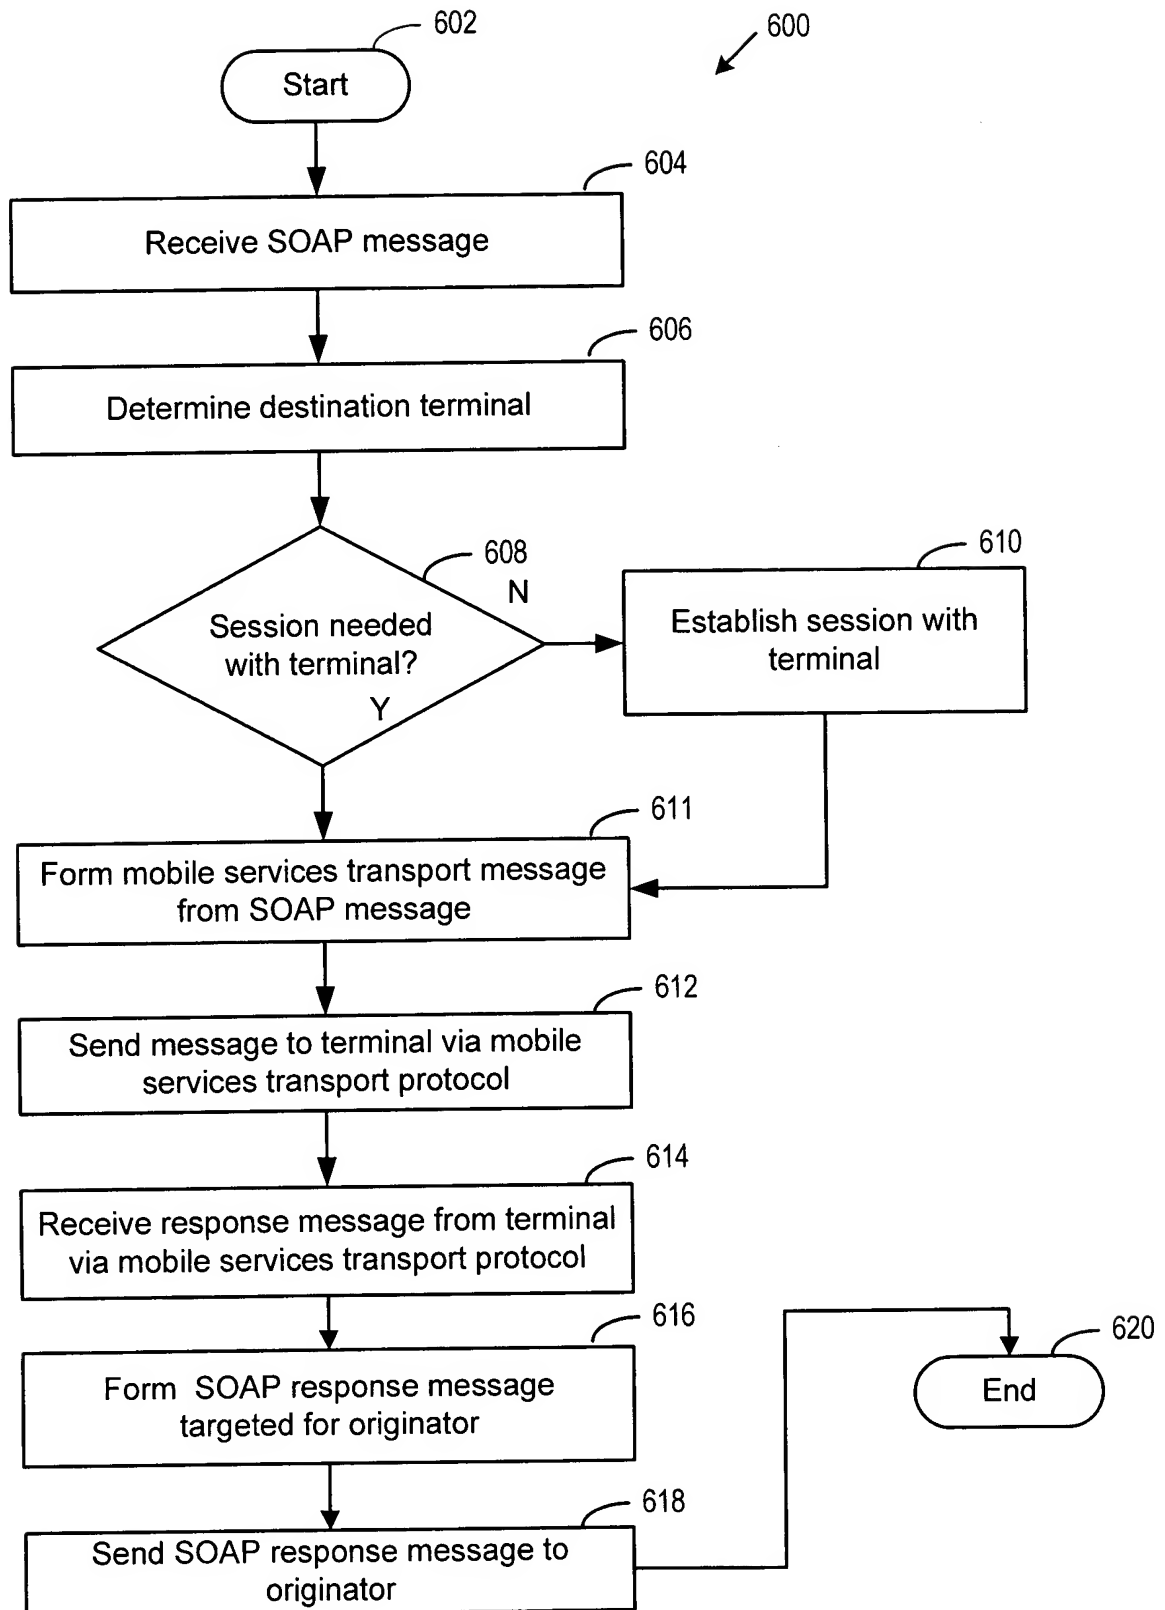 602
600
Start
604
Receive SOAP message
606
Determine destination terminal
608
N
610
Session needed
with terminal?
Y
Establish session with
terminal
611
Form mobile services transport message
from SOAP message
612
Send message to terminal via mobile
services transport protocol
614
Receive response message from terminal
via mobile services transport protocol
616
Form SOAP response message
targeted for originator
620
End
618
Send SOAP response message to
originator